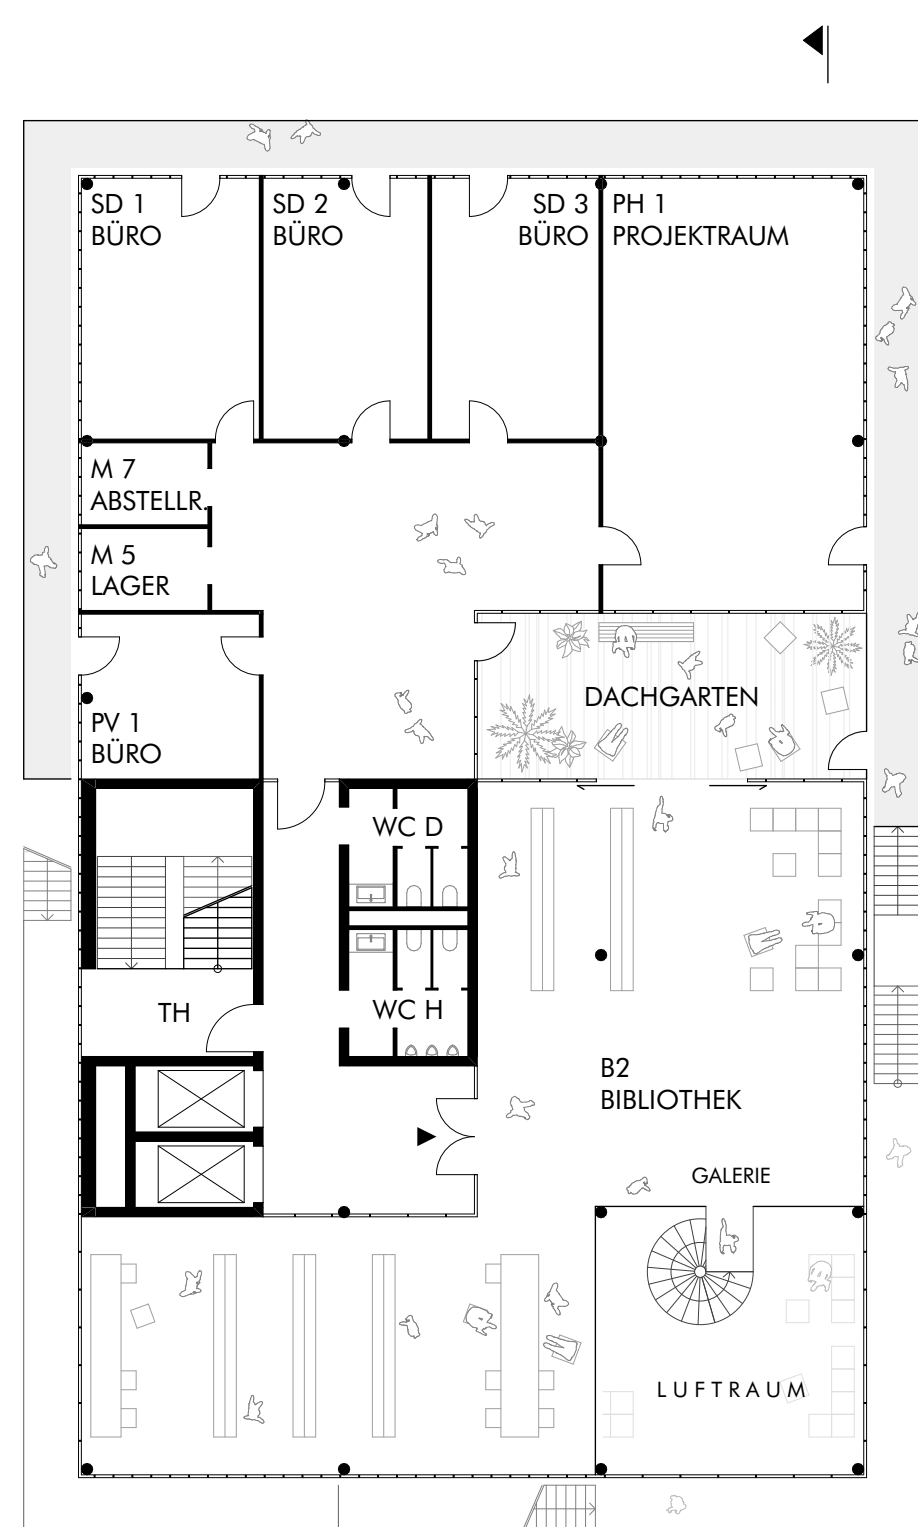 SD 1
BÜRO
SD 2
BÜRO
SD 3
BÜRO
PH 1
PROJEKTRAUM
M 7
ABSTELLR.
M 5
LAGER
PV 1
BÜRO
DACHGARTEN
WC D
WC H
TH
B2
BIBLIOTHEK
GALERIE
LUFTRAUM